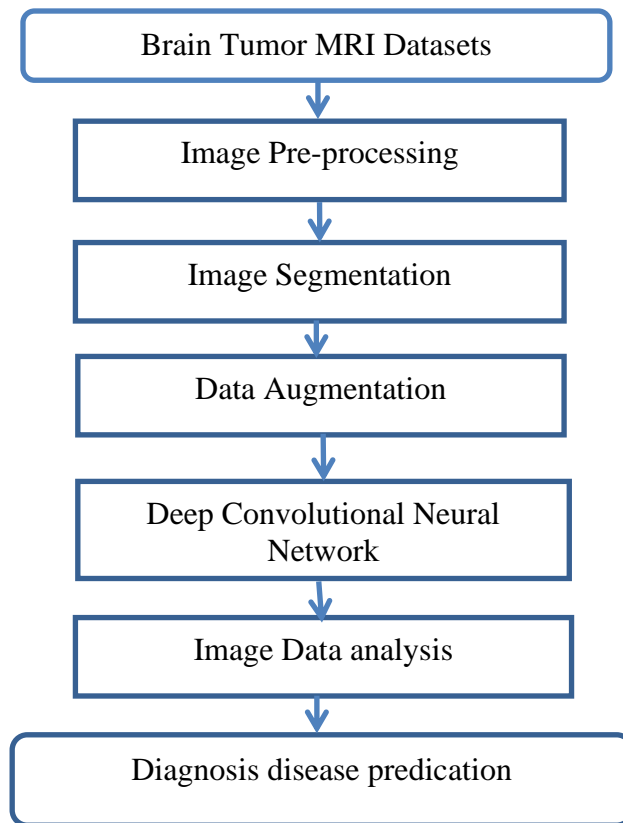 Brain Tumor MRI Datasets
Image Pre-processing
Image Segmentation
Data Augmentation
Deep Convolutional Neural
Network
Image Data analysis
Diagnosis disease predication